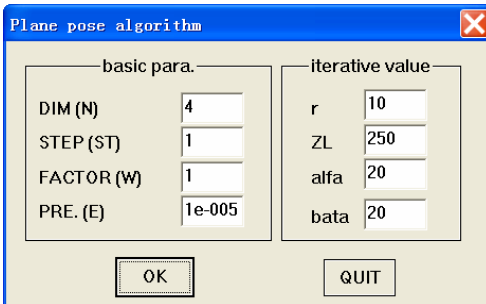 Plane pose algorithm
basic para.
DIM (N) 4
STEP (ST) 1
FACTOR (W) 1
PRE. (E) 1e-005
iterative value
r 10
ZL 250
alfa 20
bata 20
OK
QUIT